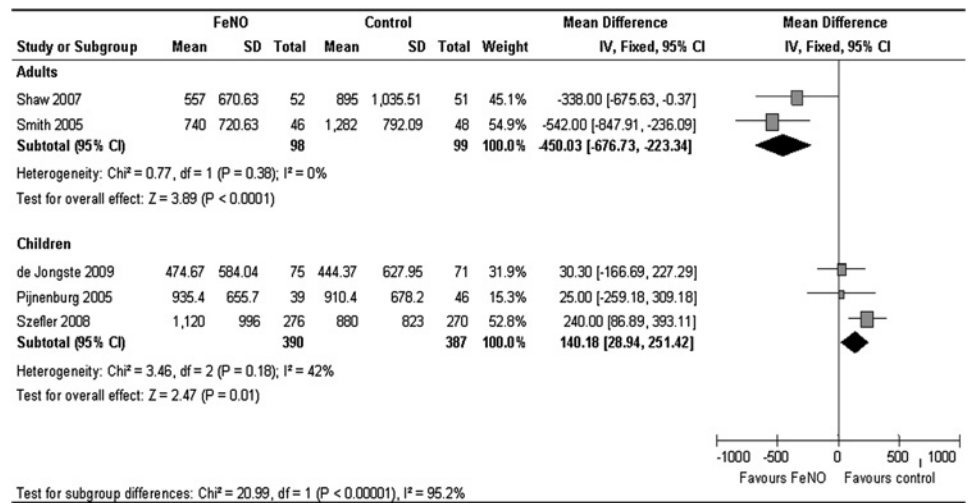 FeNO Control Mean Difference Mean Difference
Study or Subgroup Mean SD Total Mean SD Total Weight IV, Fixed, 95% CI IV, Fixed, 95% CI
Adults
Shaw 2007 557 670.63 52 895 1,035.51 51 45.1% -338.00 [-675.63, -0.37]
Smith 2005 740 720.63 46 1,282 792.09 48 54.9% -542.00 [-847.91, -236.09]
Subtotal (95% CI) 98 99 100.0% -450.03 [-676.73, -223.34]
Heterogeneity: Chi² = 0.77, df = 1 (P = 0.38); I² = 0%
Test for overall effect: Z = 3.89 (P < 0.0001)
Children
de Jongste 2009 474.67 584.04 75 444.37 627.95 71 31.9% 30.30 [-166.69, 227.29]
Pijnenburg 2005 935.4 655.7 39 910.4 678.2 46 15.3% 25.00 [-259.18, 309.18]
Szefler 2008 1,120 996 276 880 823 270 52.8% 240.00 [86.89, 393.11]
Subtotal (95% CI) 390 387 100.0% 140.18 [28.94, 251.42]
Heterogeneity: Chi² = 3.46, df = 2 (P = 0.18); I² = 42%
Test for overall effect: Z = 2.47 (P = 0.01)
-1000 -500 0 500 1000
Favours FeNO Favours control
Test for subgroup differences: Chi² = 20.99, df = 1 (P < 0.00001), I² = 95.2%